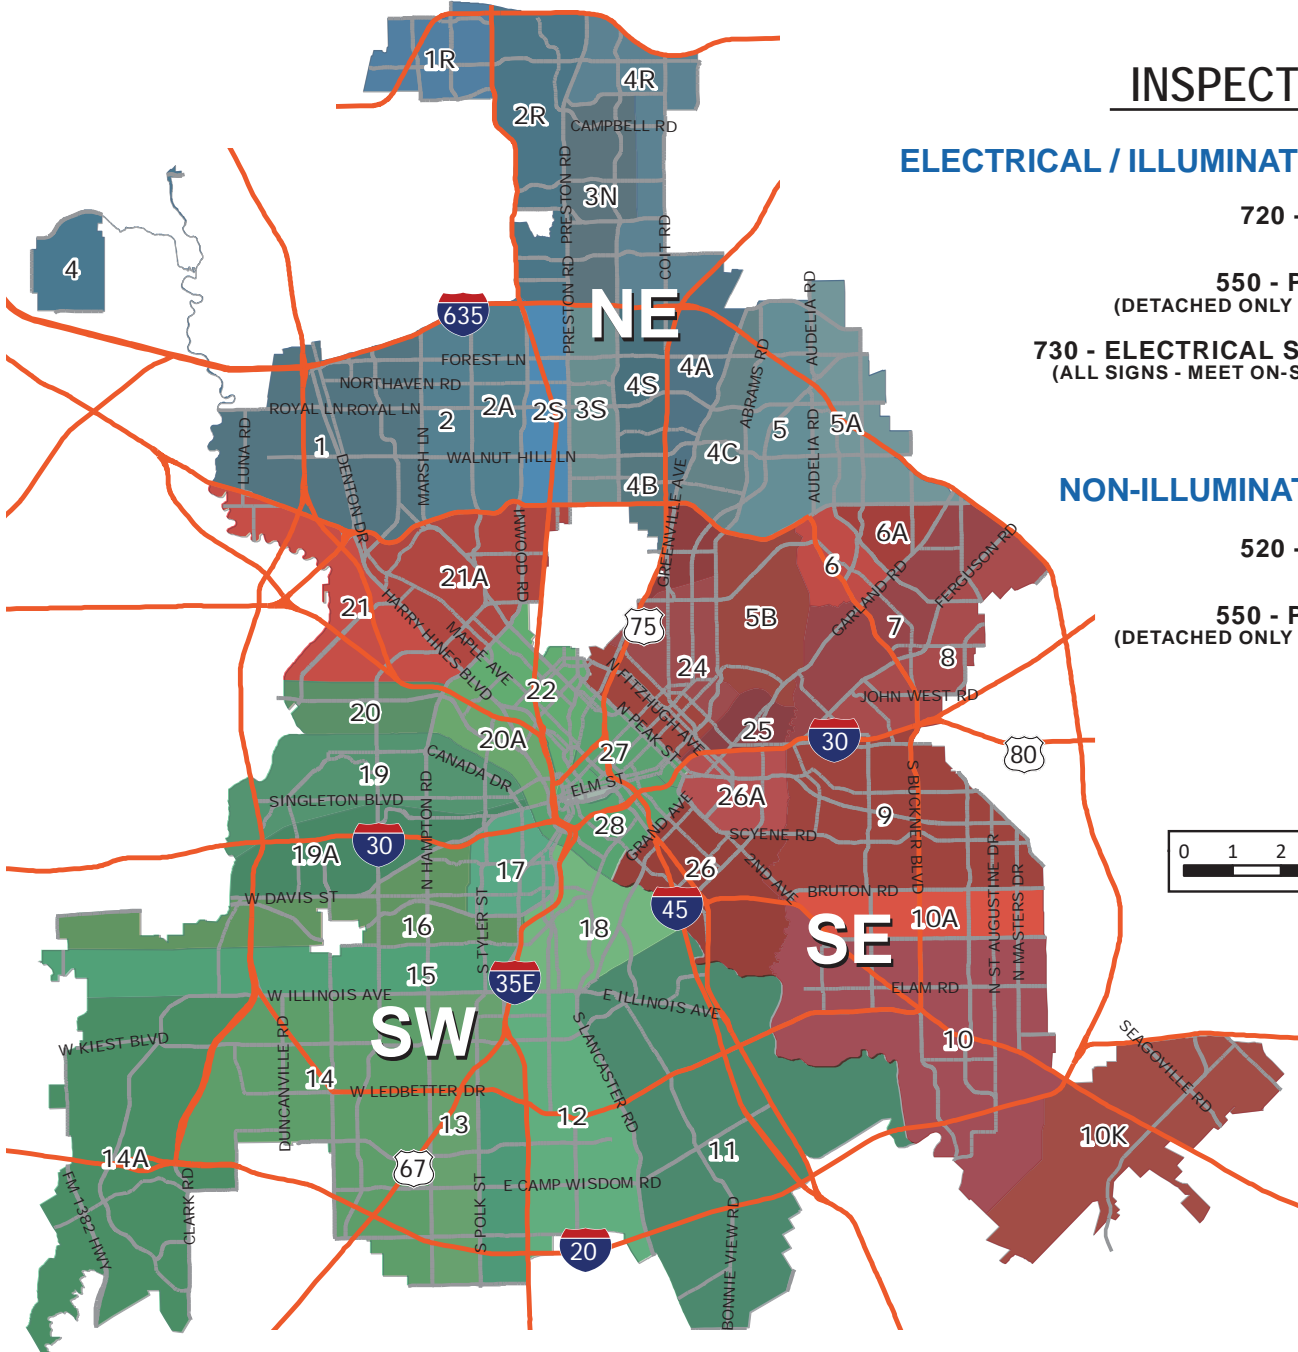 INSPECT
ELECTRICAL / ILLUMINAT
720 -
550 - P
(DETACHED ONLY
730 - ELECTRICAL S
(ALL SIGNS - MEET ON-S
NON-ILLUMINAT
520 -
550 - P
(DETACHED ONLY
0 1 2
1R
4R
2R
CAMPBELL RD
PRESTON RD
3N
COIT RD
4
PRESTON RD
NE
635
AUDELIA RD
FOREST LN
NORTHAVEN RD
4A
ABRAMS RD
4S
ROYAL LN
ROYAL LN
2
2A
2S
3S
5
5A
1
LUNA RD
MARSH LN
WALNUT HILL LN
4C
AUDELIA RD
4B
DENTON DR
GREENVILLE AVE
INWOOD RD
6A
FERGUSON RD
6
21A
GARLAND RD
21
HARRY HINES BLVD
MAPLE AVE
75
5B
7
8
24
N FITZHUGH AVE
JOHN WEST RD
22
20
N PEAK ST
25
30
80
20A
27
CANADA DR
19
ELM ST
S BUCKNER BLVD
SINGLETON BLVD
N HAMPTON RD
26A
9
28
GRAND AVE
SCYENE RD
30
19A
17
26
2ND AVE
N ST AUGUSTINE DR
N MASTERS DR
W DAVIS ST
BRUTON RD
45
16
S TYLER ST
18
10A
SE
15
35E
W ILLINOIS AVE
E ILLINOIS AVE
ELAM RD
SW
W KIEST BLVD
DUNCANVILLE RD
S LANCASTER RD
10
SEAGOVILLE RD
14
W LEDBETTER DR
13
12
10K
11
14A
67
FM 1382 HWY
CLARK RD
S POLK ST
E CAMP WISDOM RD
20
BONNIE VIEW RD